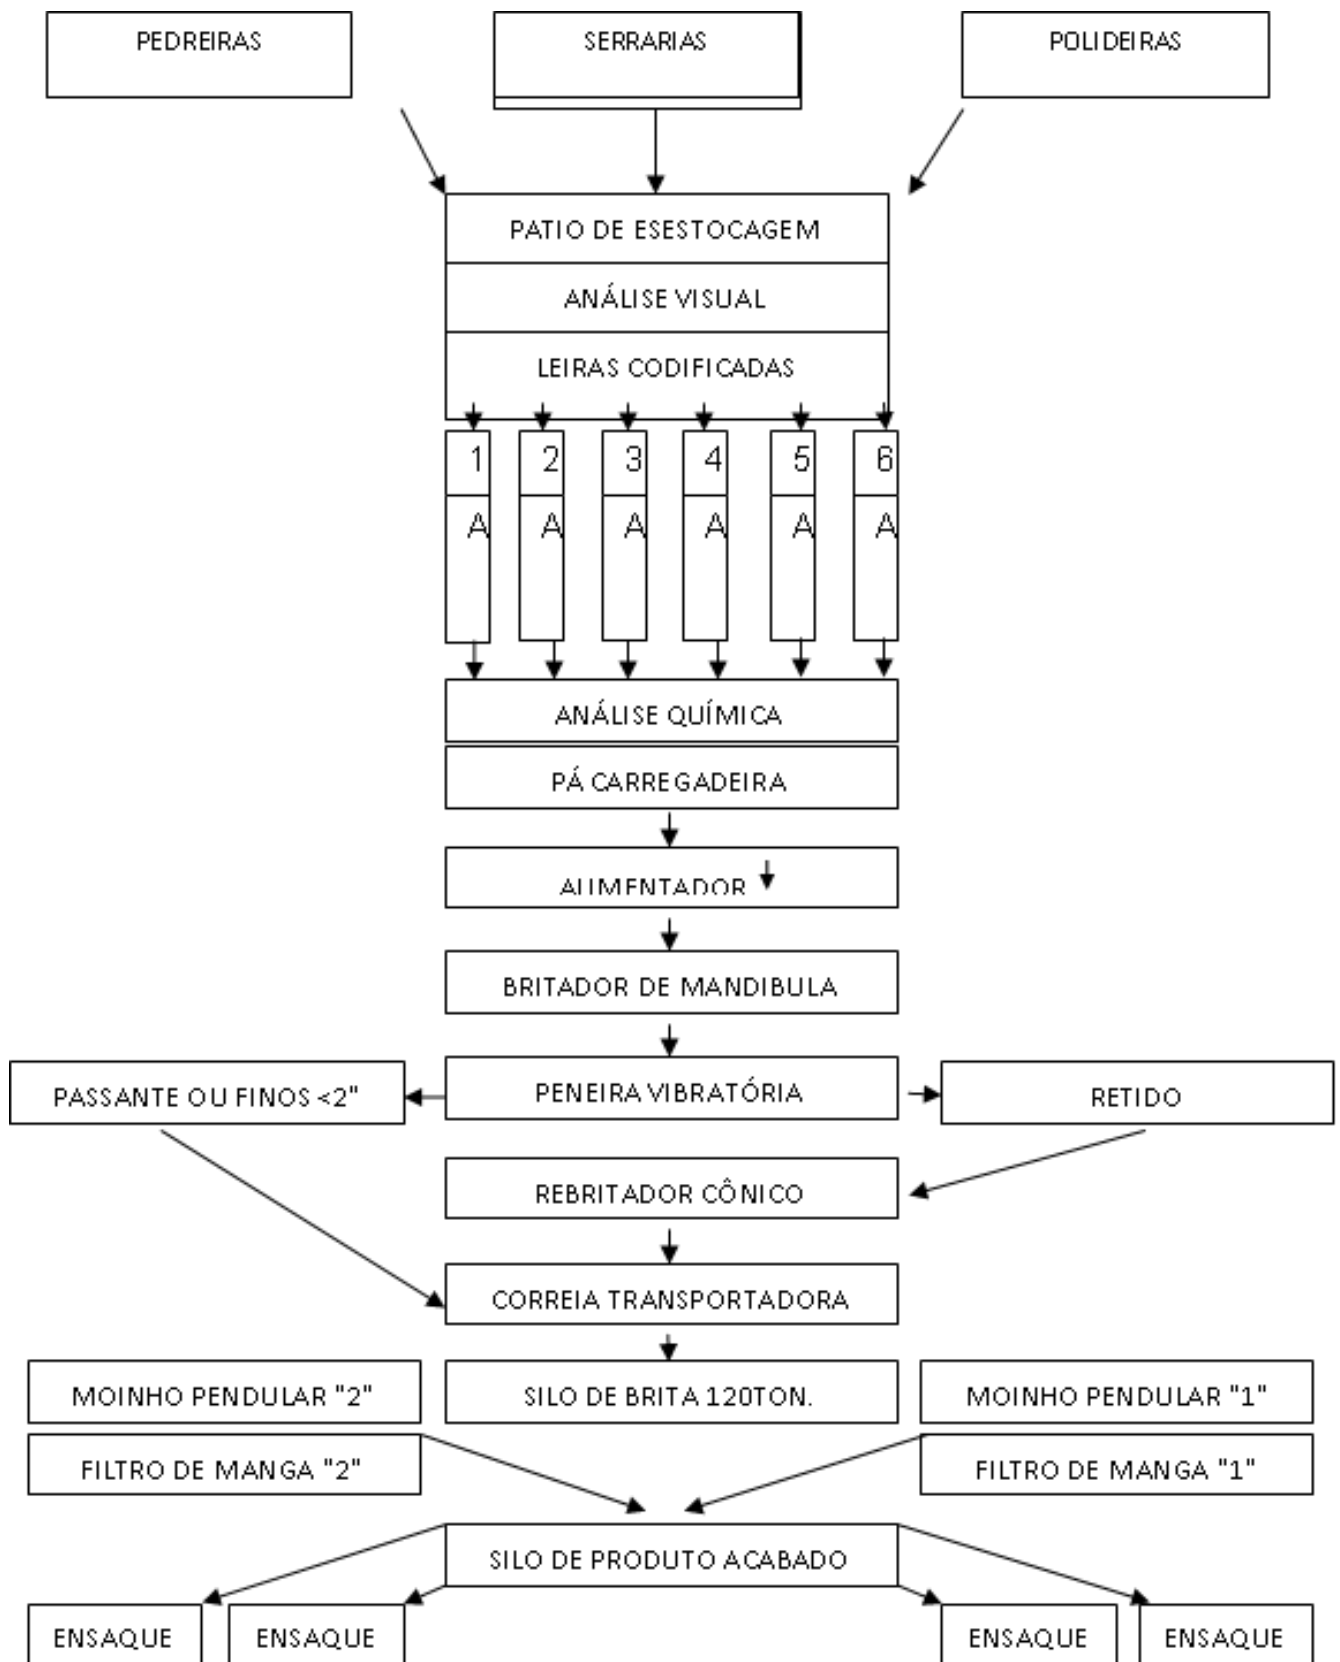 PEDREIRAS
SERRARIAS
POLIDEIRAS
PATIO DE ESESTOCAGEM
ANÁLISE VISUAL
LEIRAS CODIFICADAS
1 2 3 4 5 6
A A A A A A
ANÁLISE QUÍMICA
PÁ CARREGADEIRA
ALIMENTADOR
BRITADOR DE MANDIBULA
PASSANTE OU FINOS <2"
PENEIRA VIBRATÓRIA
RETIDO
REBRITADOR CÔNICO
CORREIA TRANSPORTADORA
MOINHO PENDULAR "2"
SILO DE BRITA 120TON.
MOINHO PENDULAR "1"
FILTRO DE MANGA "2"
FILTRO DE MANGA "1"
SILO DE PRODUTO ACABADO
ENSAQUE
ENSAQUE
ENSAQUE
ENSAQUE